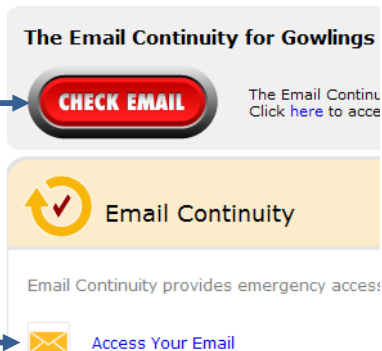 The Email Continuity for Gowlings
CHECK EMAIL
The Email Continu
Click here to acce
Email Continuity
Email Continuity provides emergency access
Access Your Email